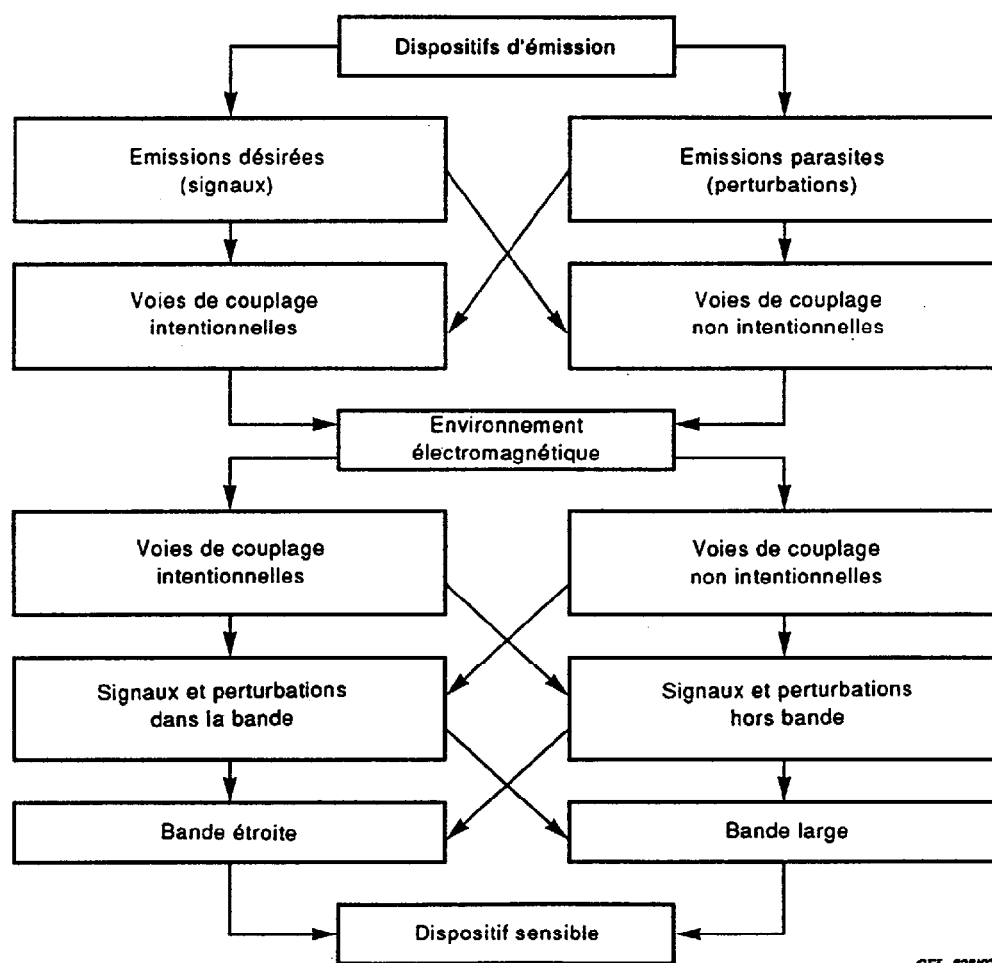 Dispositifs d'émission
Emissions désirées
(signaux)
Emissions parasites
(perturbations)
Voies de couplage
intentionnelles
Voies de couplage
non intentionnelles
Environnement
électromagnétique
Voies de couplage
intentionnelles
Voies de couplage
non intentionnelles
Signaux et perturbations
dans la bande
Signaux et perturbations
hors bande
Bande étroite
Bande large
Dispositif sensible